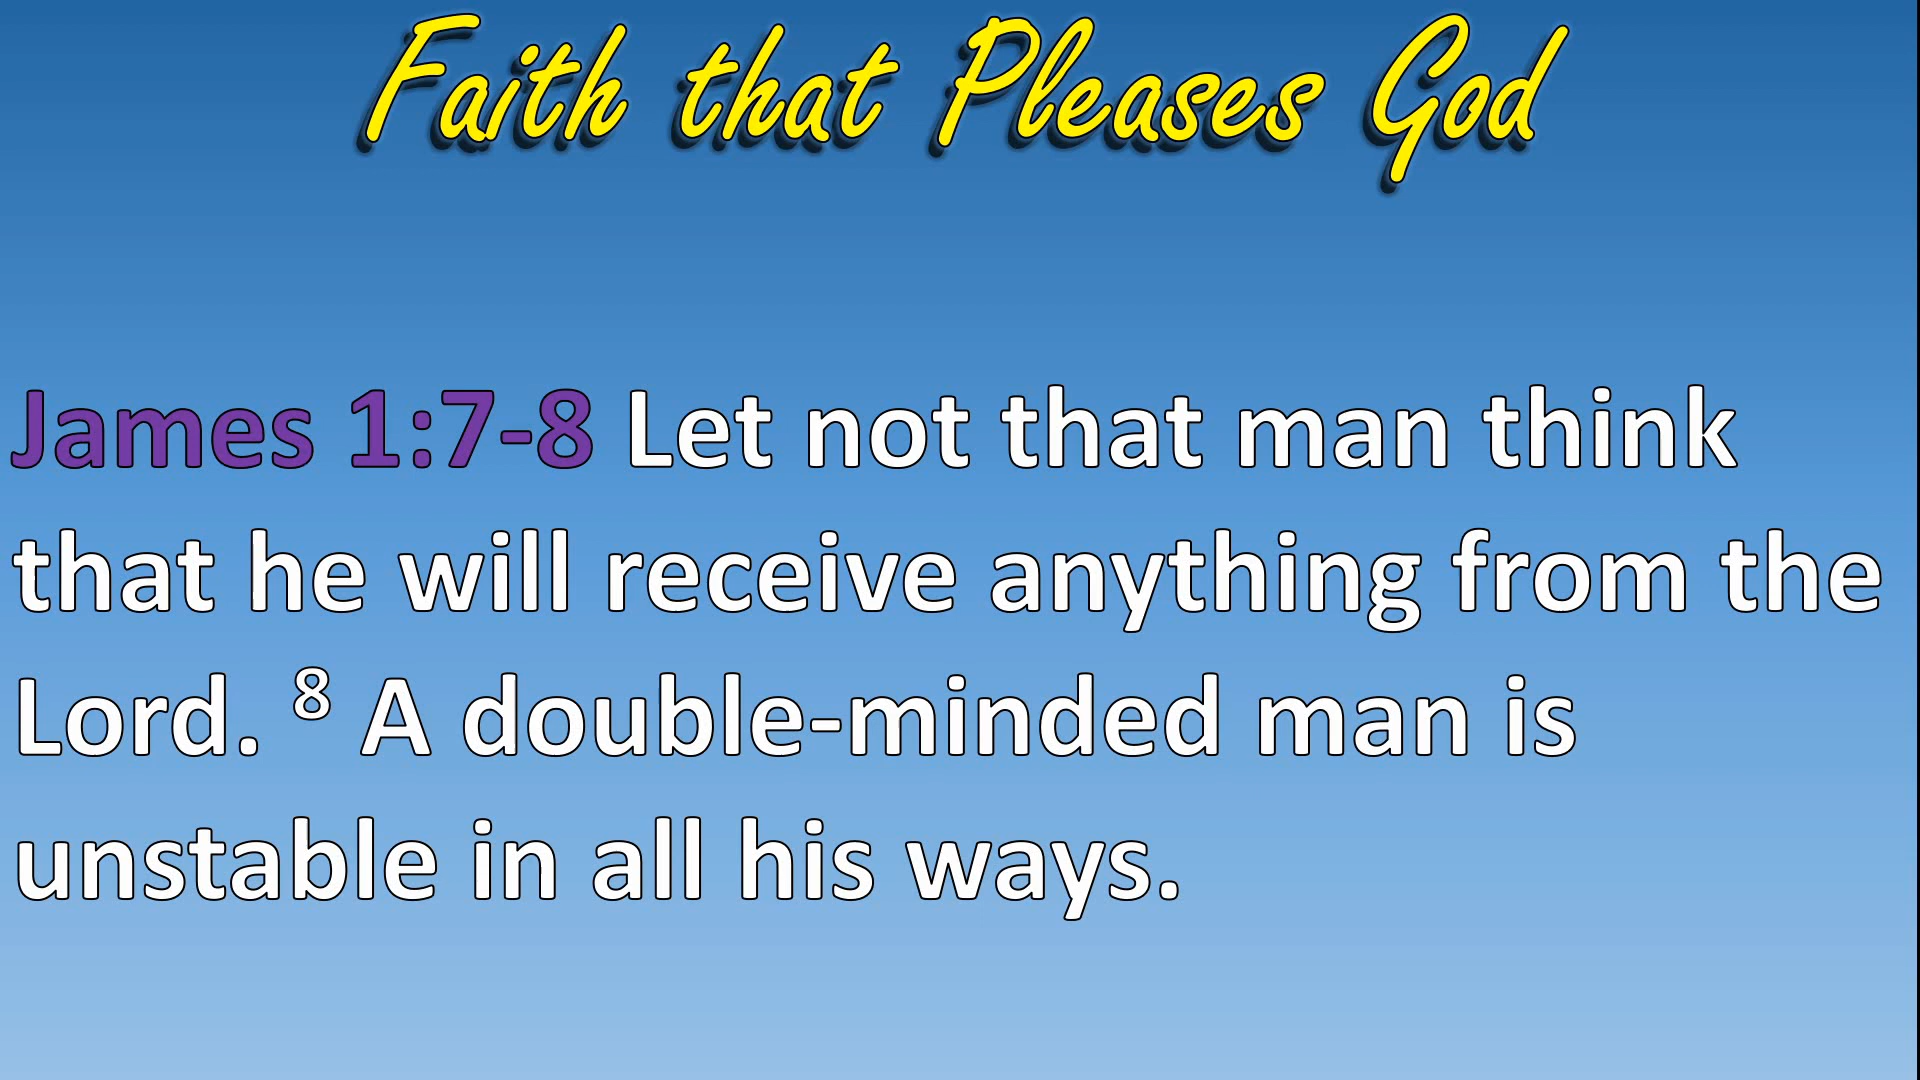 Faith that Pleases God
James 1:7-8 Let not that man think
that he will receive anything from the
Lord. ⁸ A double-minded man is
unstable in all his ways.